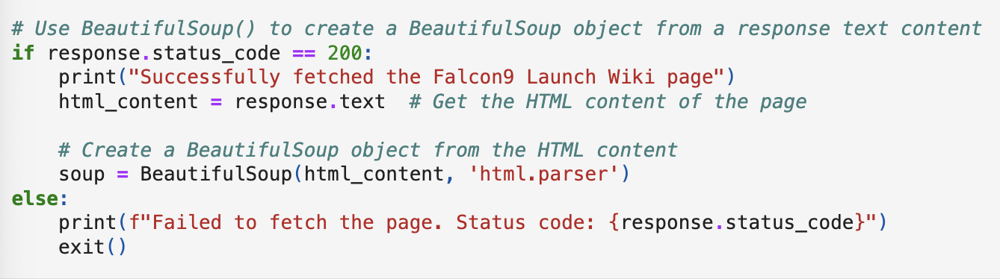 # Use BeautifulSoup() to create a BeautifulSoup object from a response text content
if response.status_code == 200:
    print("Successfully fetched the Falcon9 Launch Wiki page")
    html_content = response.text  # Get the HTML content of the page
    # Create a BeautifulSoup object from the HTML content
    soup = BeautifulSoup(html_content, 'html.parser')
else:
    print(f"Failed to fetch the page. Status code: {response.status_code}")
    exit()